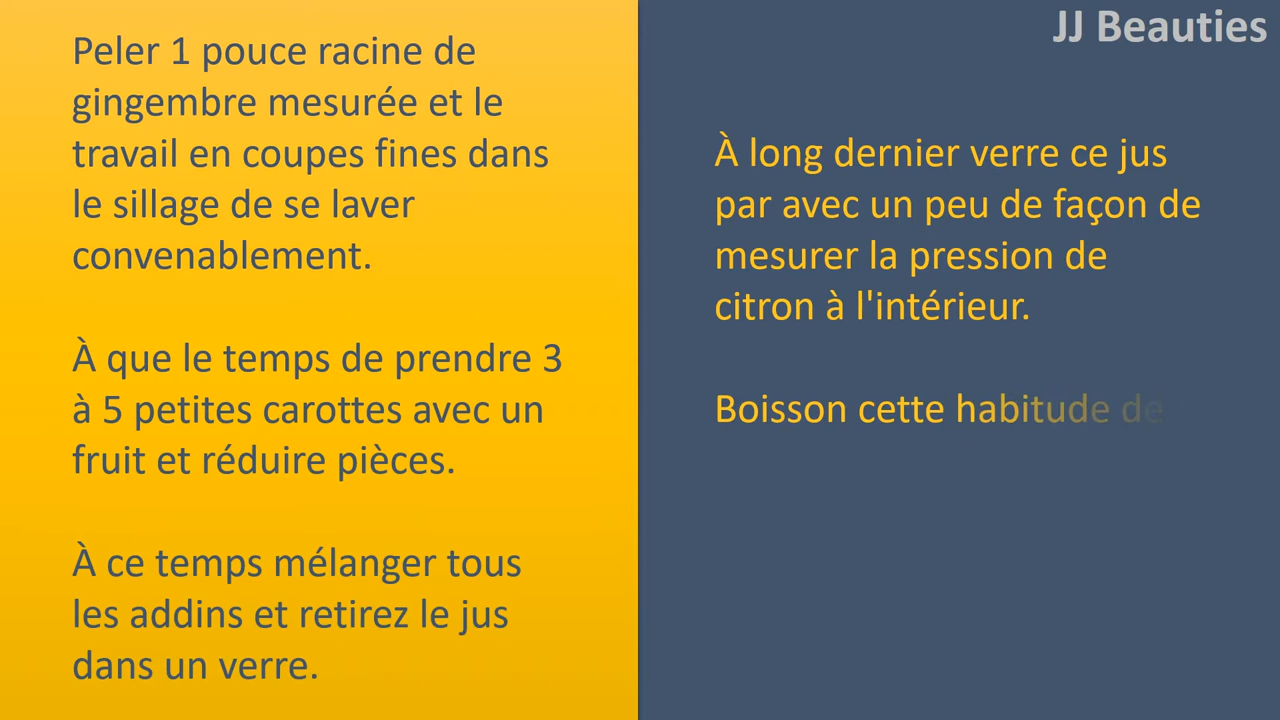 Peler 1 pouce racine de
gingembre mesurée et le
travail en coupes fines dans
le sillage de se laver
convenablement.
À que le temps de prendre 3
à 5 petites carottes avec un
fruit et réduire pièces.
À ce temps mélanger tous
les addins et retirez le jus
dans un verre.
JJ Beauties
À long dernier verre ce jus
par avec un peu de façon de
mesurer la pression de
citron à l'intérieur.
Boisson cette habitude de